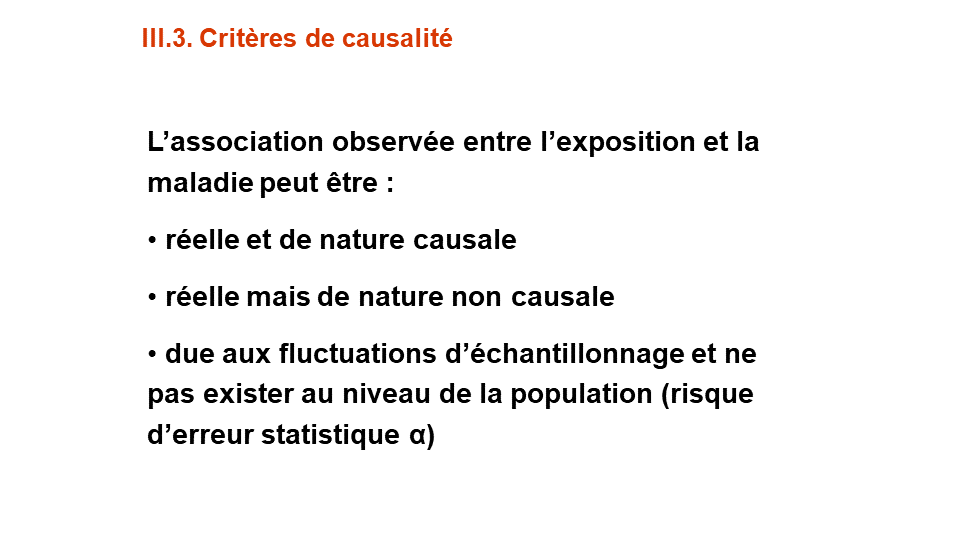 III.3. Critères de causalité
L’association observée entre l’exposition et la
maladie peut être :
• réelle et de nature causale
• réelle mais de nature non causale
• due aux fluctuations d’échantillonnage et ne
pas exister au niveau de la population (risque
d’erreur statistique α)